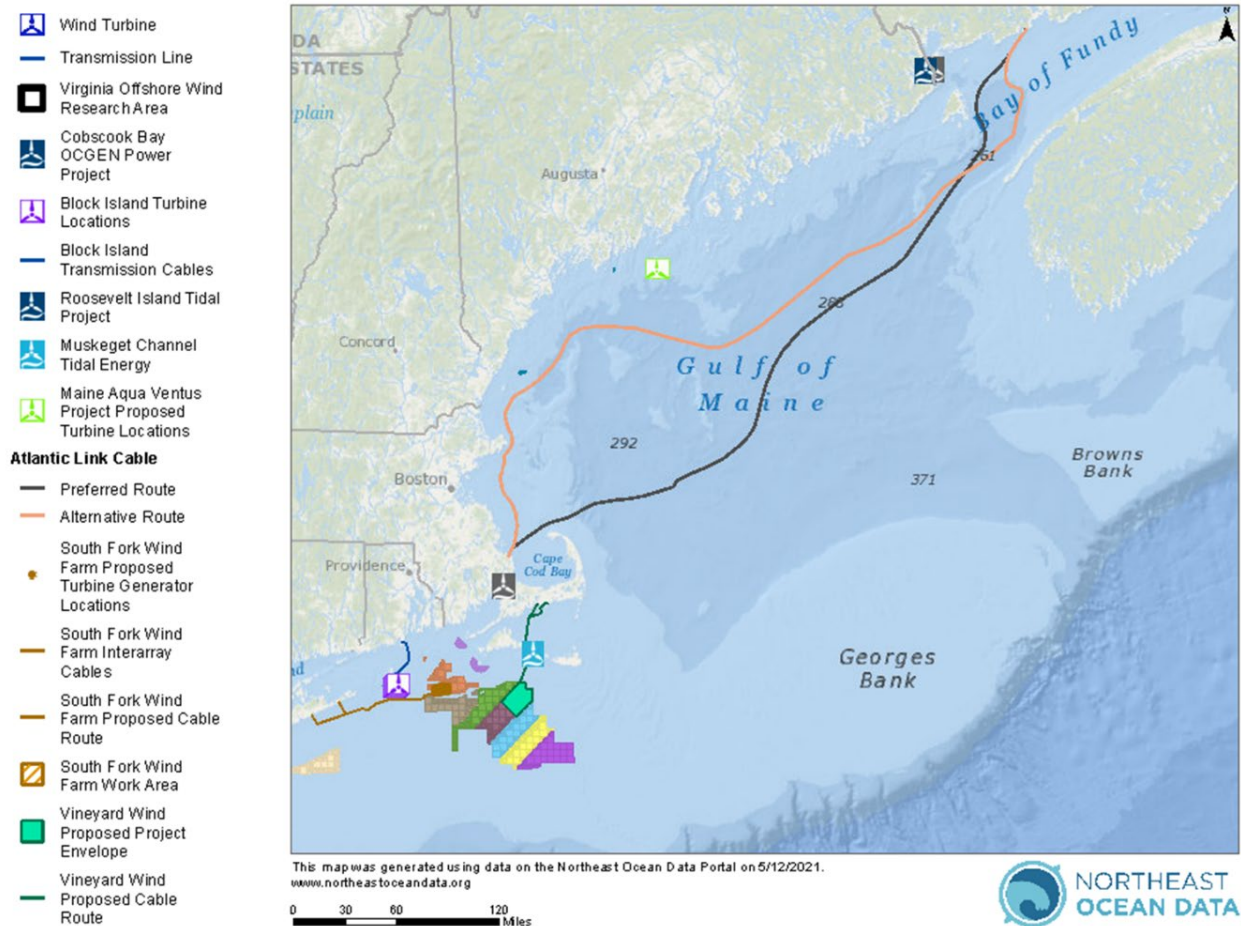 Wind Turbine
Transmission Line
Virginia Offshore Wind
Research Area
Cobscook Bay
OCGEN Power
Project
Block Island Turbine
Locations
Block Island
Transmission Cables
Roosevelt Island Tidal
Project
Muskeget Channel
Tidal Energy
Maine Aqua Ventus
Project Proposed
Turbine Locations
Atlantic Link Cable
Preferred Route
Alternative Route
South Fork Wind
Farm Proposed
Turbine Generator
Locations
South Fork Wind
Farm Interarray
Cables
South Fork Wind
Farm Proposed Cable
Route
South Fork Wind
Farm Work Area
Vineyard Wind
Proposed Project
Envelope
Vineyard Wind
Proposed Cable
Route
DA
STATES
plain
N
Bay of Fundy
261
Augusta
Concord
Gulf of
Maine
292
371
Browns
Bank
Boston
Cape
Cod Bay
Providence
nd
Georges
Bank
This map was generated using data on the Northeast Ocean Data Portal on 5/12/2021.
www.northeastoceandata.org
0 30 60 120
Miles
NORTHEAST
OCEAN DATA